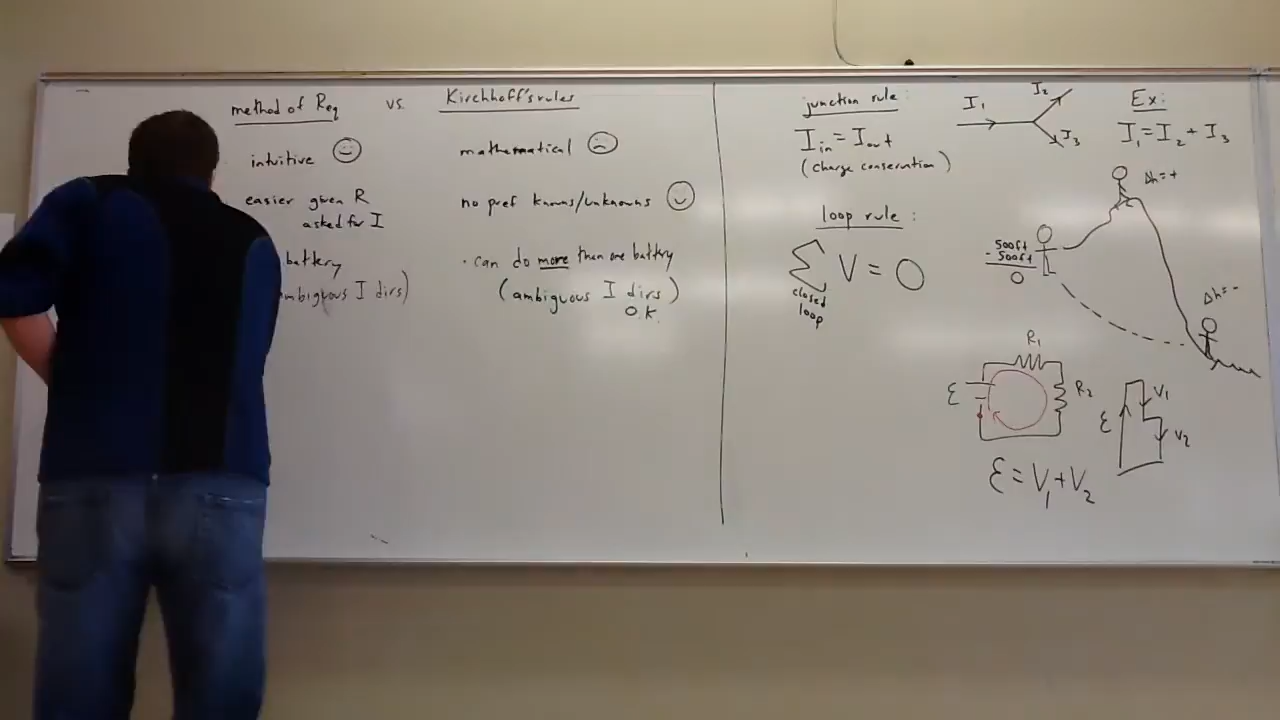 method of Req vs. Kirchhoff's rules
intuitive
easier given R
asked for I
battery
ambiguous I dirs)
mathematical
no pref knowns/unknowns
· can do more than one battery
(ambiguous I dirs)
O.K.
junction rule:
Iin = Iout
(charge conservation)
I1
I2
I3
Ex:
I1 = I2 + I3
loop rule:
Σ V = 0
closed
loop
Δh=+
500ft
- 500ft
0
Δh=-
R1
ε
R2
ε
V1
V2
ε = V1 + V2